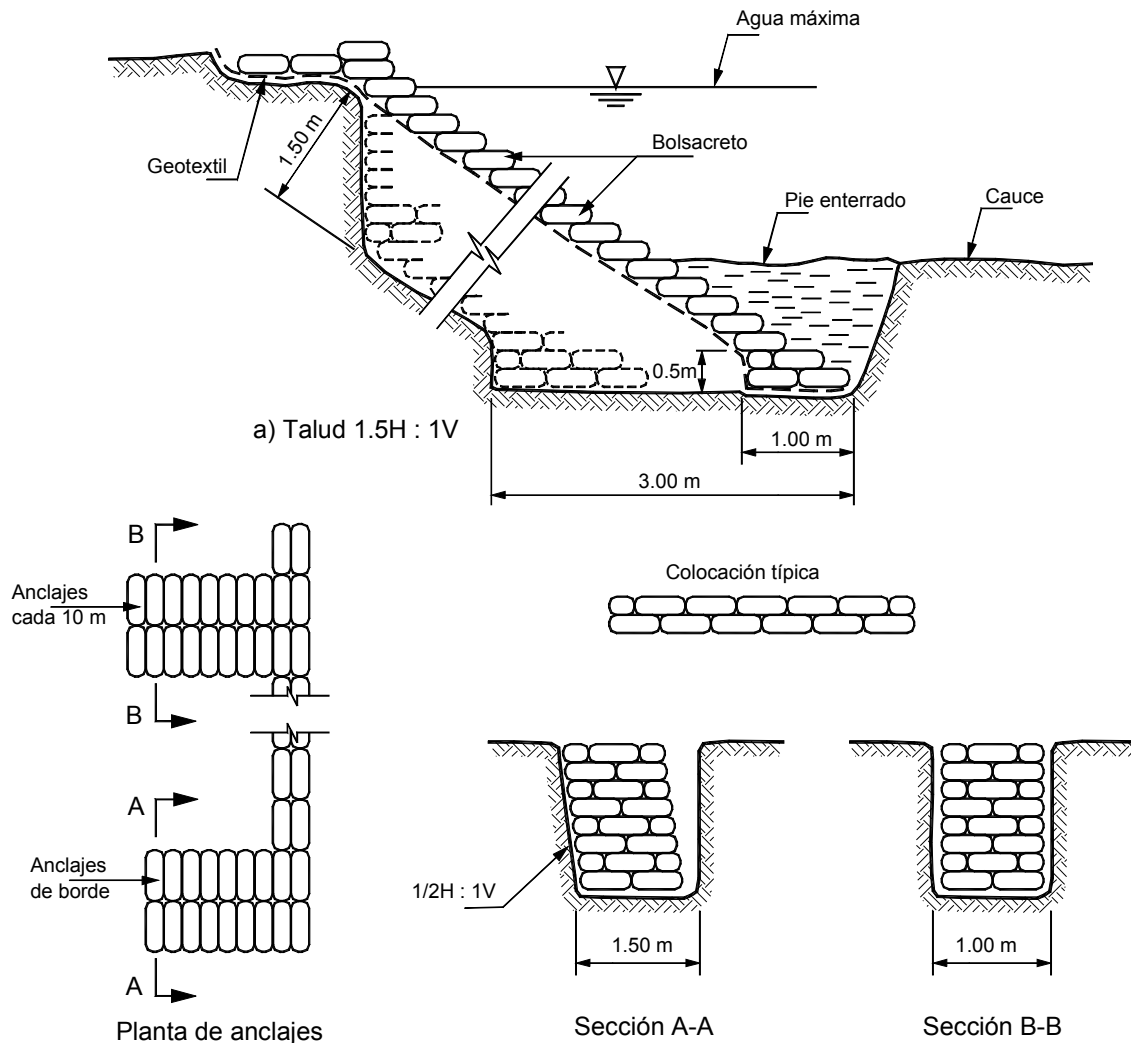 Agua máxima
1.50 m
Geotextil
Bolsacreto
Pie enterrado
Cauce
0.5m
a) Talud 1.5H : 1V
1.00 m
3.00 m
B
Anclajes
cada 10 m
B
A
Anclajes
de borde
A
Planta de anclajes
Colocación típica
1/2H : 1V
1.50 m
Sección A-A
1.00 m
Sección B-B